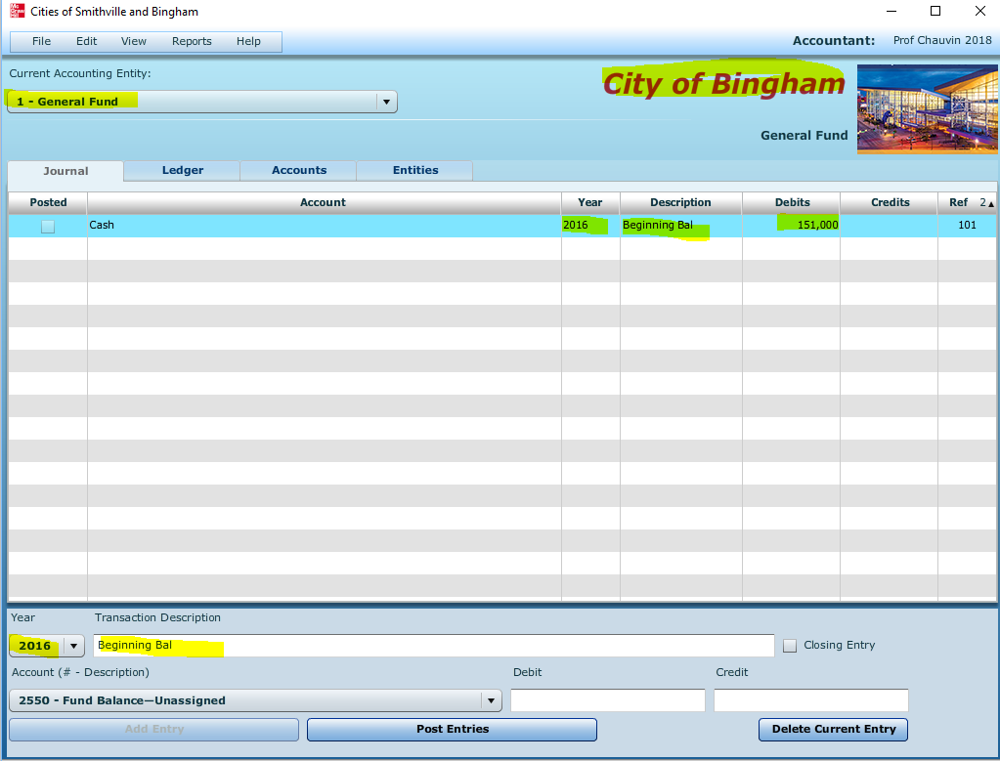 Mc Graw Hill Cities of Smithville and Bingham
File Edit View Reports Help Accountant: Prof Chauvin 2018
Current Accounting Entity:
City of Bingham
1 - General Fund
General Fund
Journal Ledger Accounts Entities
Posted Account Year Description Debits Credits Ref 2▲
Cash 2016 Beginning Bal 151,000 101
Year Transaction Description
2016 Beginning Bal Closing Entry
Account (# - Description) Debit Credit
2550 - Fund Balance—Unassigned
Add Entry Post Entries Delete Current Entry